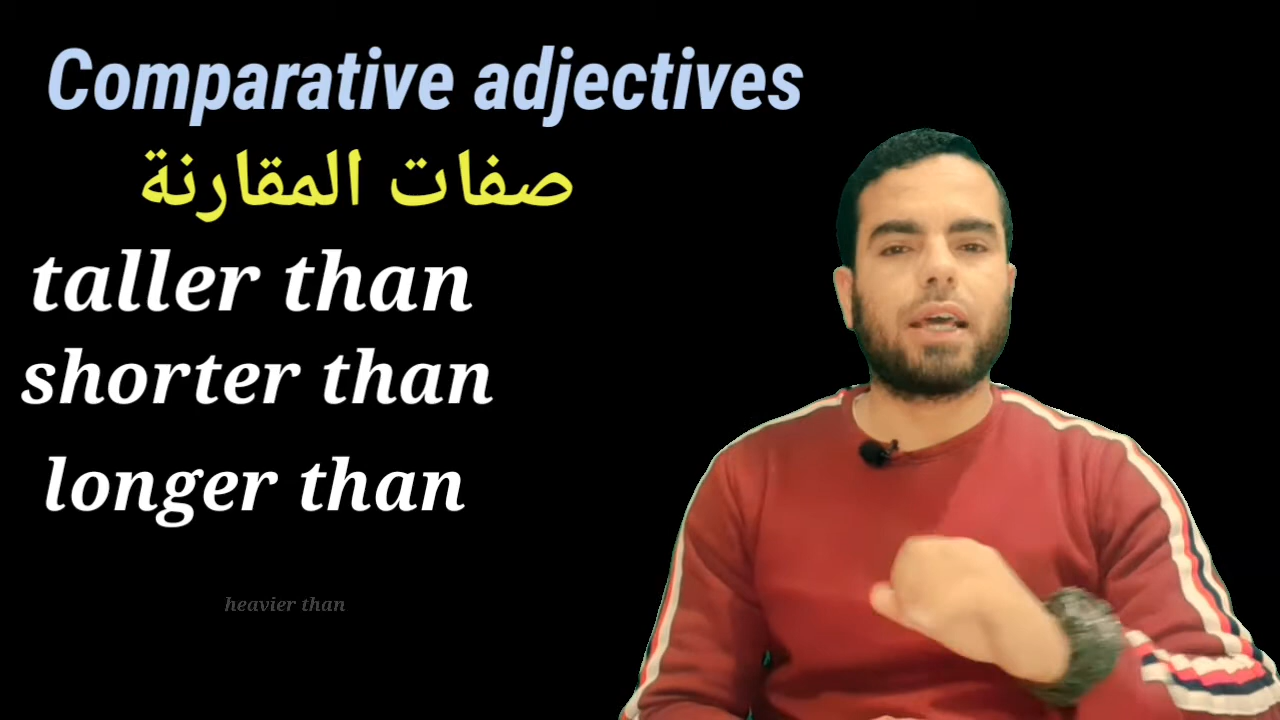 Comparative adjectives
صفات المقارنة
taller than
shorter than
longer than
heavier than